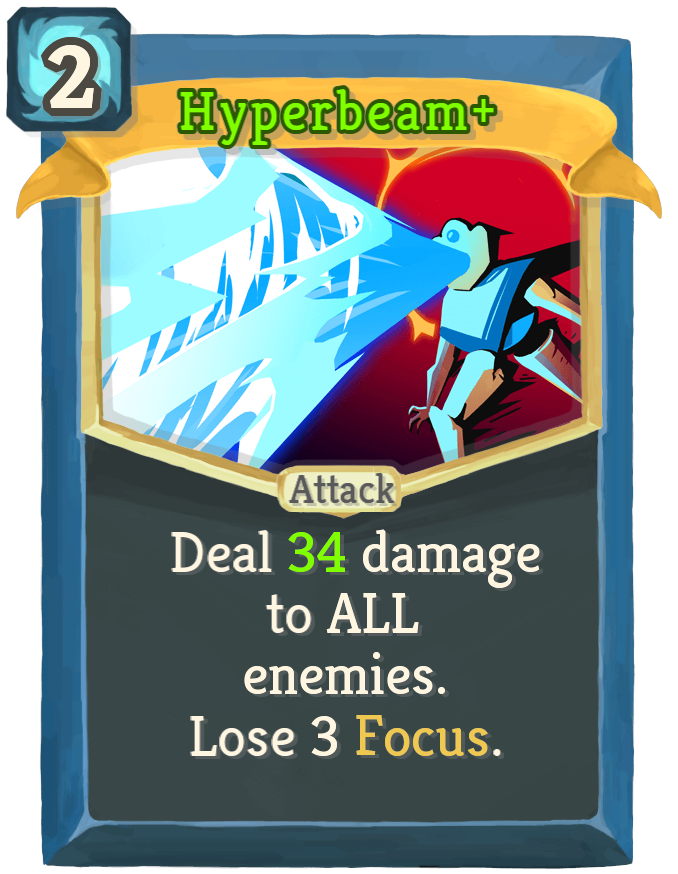 2
Hyperbeam+
Attack
Deal 34 damage
to ALL
enemies.
Lose 3 Focus.